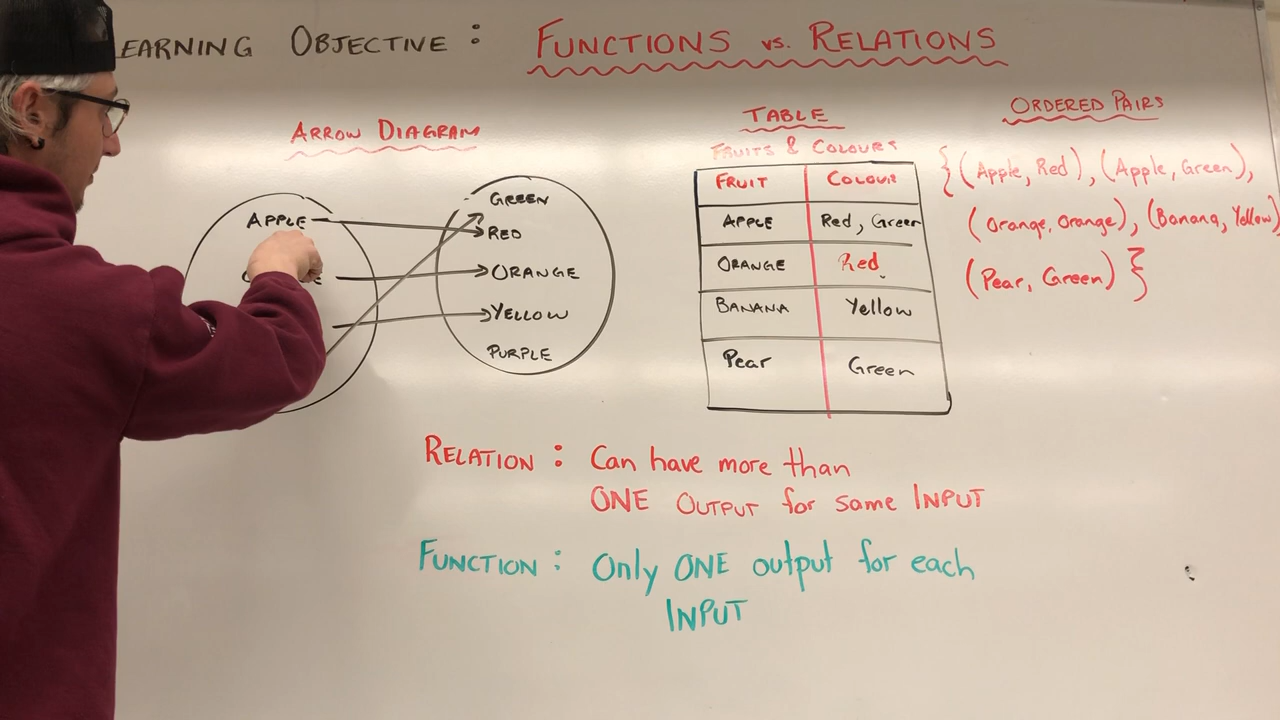 EARNING OBJECTIVE : FUNCTIONS vs. RELATIONS
ARROW DIAGRAM
APPLE
GREEN
RED
ORANGE
YELLOW
PURPLE
TABLE
FRUITS & COLOURS
FRUIT COLOUR
APPLE Red, Green
ORANGE Red
BANANA Yellow
Pear Green
ORDERED PAIRS
{(Apple, Red), (Apple, Green),
(Orange, Orange), (Banana, Yellow)
(Pear, Green)}
RELATION : Can have more than
ONE OUTPUT for same INPUT
FUNCTION : Only ONE output for each
INPUT